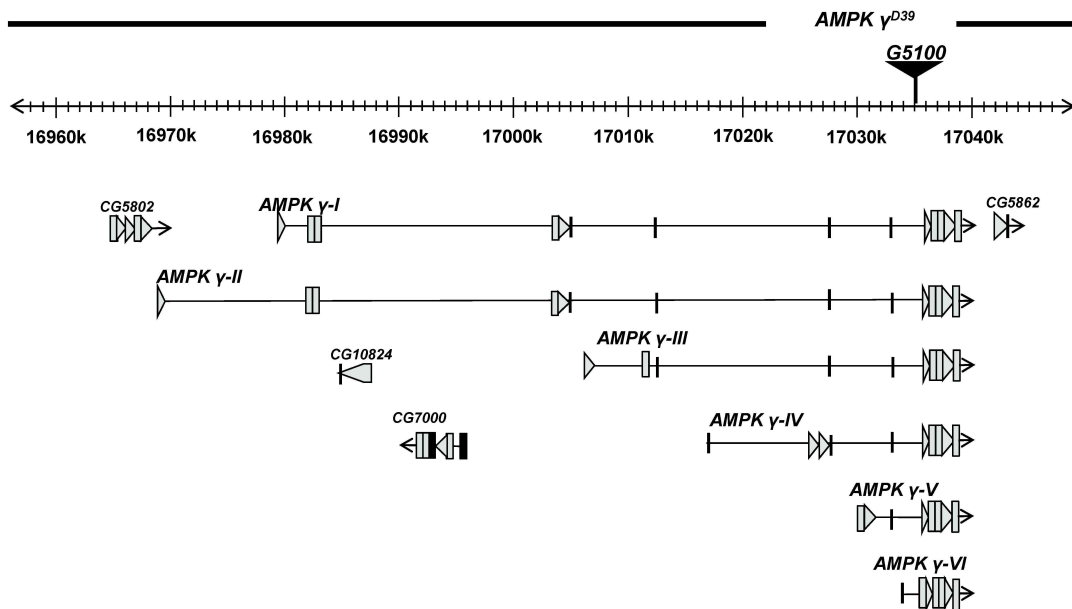 AMPK γD39
G5100
16960k 16970k 16980k 16990k 17000k 17010k 17020k 17030k 17040k
CG5802
AMPK γ-I
CG5862
AMPK γ-II
AMPK γ-III
CG10824
CG7000
AMPK γ-IV
AMPK γ-V
AMPK γ-VI